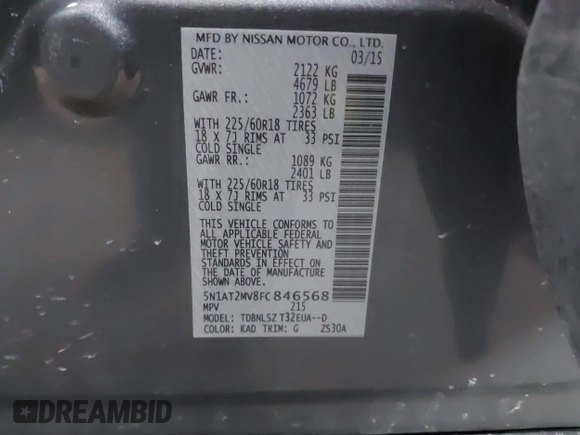 MFD BY NISSAN MOTOR CO., LTD.
DATE: 03/15
GVWR: 2122 KG
4679 LB
GAWR FR.: 1072 KG
2363 LB
WITH 225/60R18 TIRES
18 X 7J RIMS AT 33 PSI
COLD SINGLE
GAWR RR.: 1089 KG
2401 LB
WITH 225/60R18 TIRES
18 X 7J RIMS AT 33 PSI
COLD SINGLE
THIS VEHICLE CONFORMS TO
ALL APPLICABLE FEDERAL
MOTOR VEHICLE SAFETY AND
THEFT PREVENTION
STANDARDS IN EFFECT ON
THE DATE OF MANUFACTURE
SHOWN ABOVE.
5N1AT2MV8FC846568
MPV 215
MODEL: TDBNLSZ T32EUA--D
COLOR: KAD TRIM: G ZS30A
DREAMBID